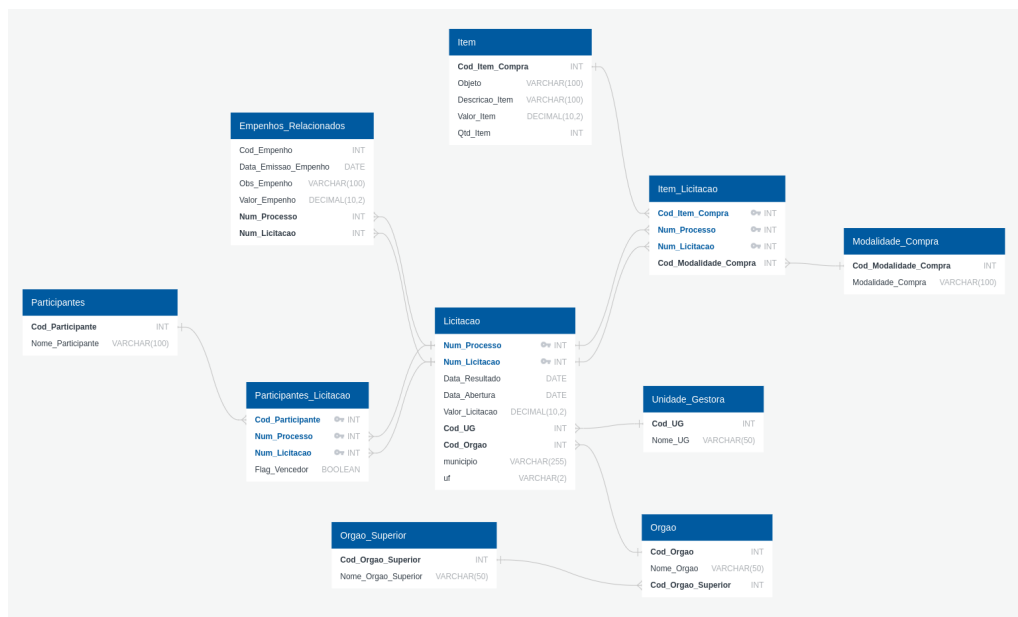 Item
Cod_Item_Compra INT
Objeto VARCHAR(100)
Descricao_Item VARCHAR(100)
Valor_Item DECIMAL(10,2)
Qtd_Item INT
Empenhos_Relacionados
Cod_Empenho INT
Data_Emissao_Empenho DATE
Obs_Empenho VARCHAR(100)
Valor_Empenho DECIMAL(10,2)
Num_Processo INT
Num_Licitacao INT
Item_Licitacao
Cod_Item_Compra INT
Num_Processo INT
Num_Licitacao INT
Cod_Modalidade_Compra INT
Modalidade_Compra
Cod_Modalidade_Compra INT
Modalidade_Compra VARCHAR(100)
Participantes
Cod_Participante INT
Nome_Participante VARCHAR(100)
Licitacao
Num_Processo INT
Num_Licitacao INT
Data_Resultado DATE
Data_Abertura DATE
Valor_Licitacao DECIMAL(10,2)
Cod_UG INT
Cod_Orgao INT
municipio VARCHAR(255)
uf VARCHAR(2)
Participantes_Licitacao
Cod_Participante INT
Num_Processo INT
Num_Licitacao INT
Flag_Vencedor BOOLEAN
Unidade_Gestora
Cod_UG INT
Nome_UG VARCHAR(50)
Orgao_Superior
Cod_Orgao_Superior INT
Nome_Orgao_Superior VARCHAR(50)
Orgao
Cod_Orgao INT
Nome_Orgao VARCHAR(50)
Cod_Orgao_Superior INT